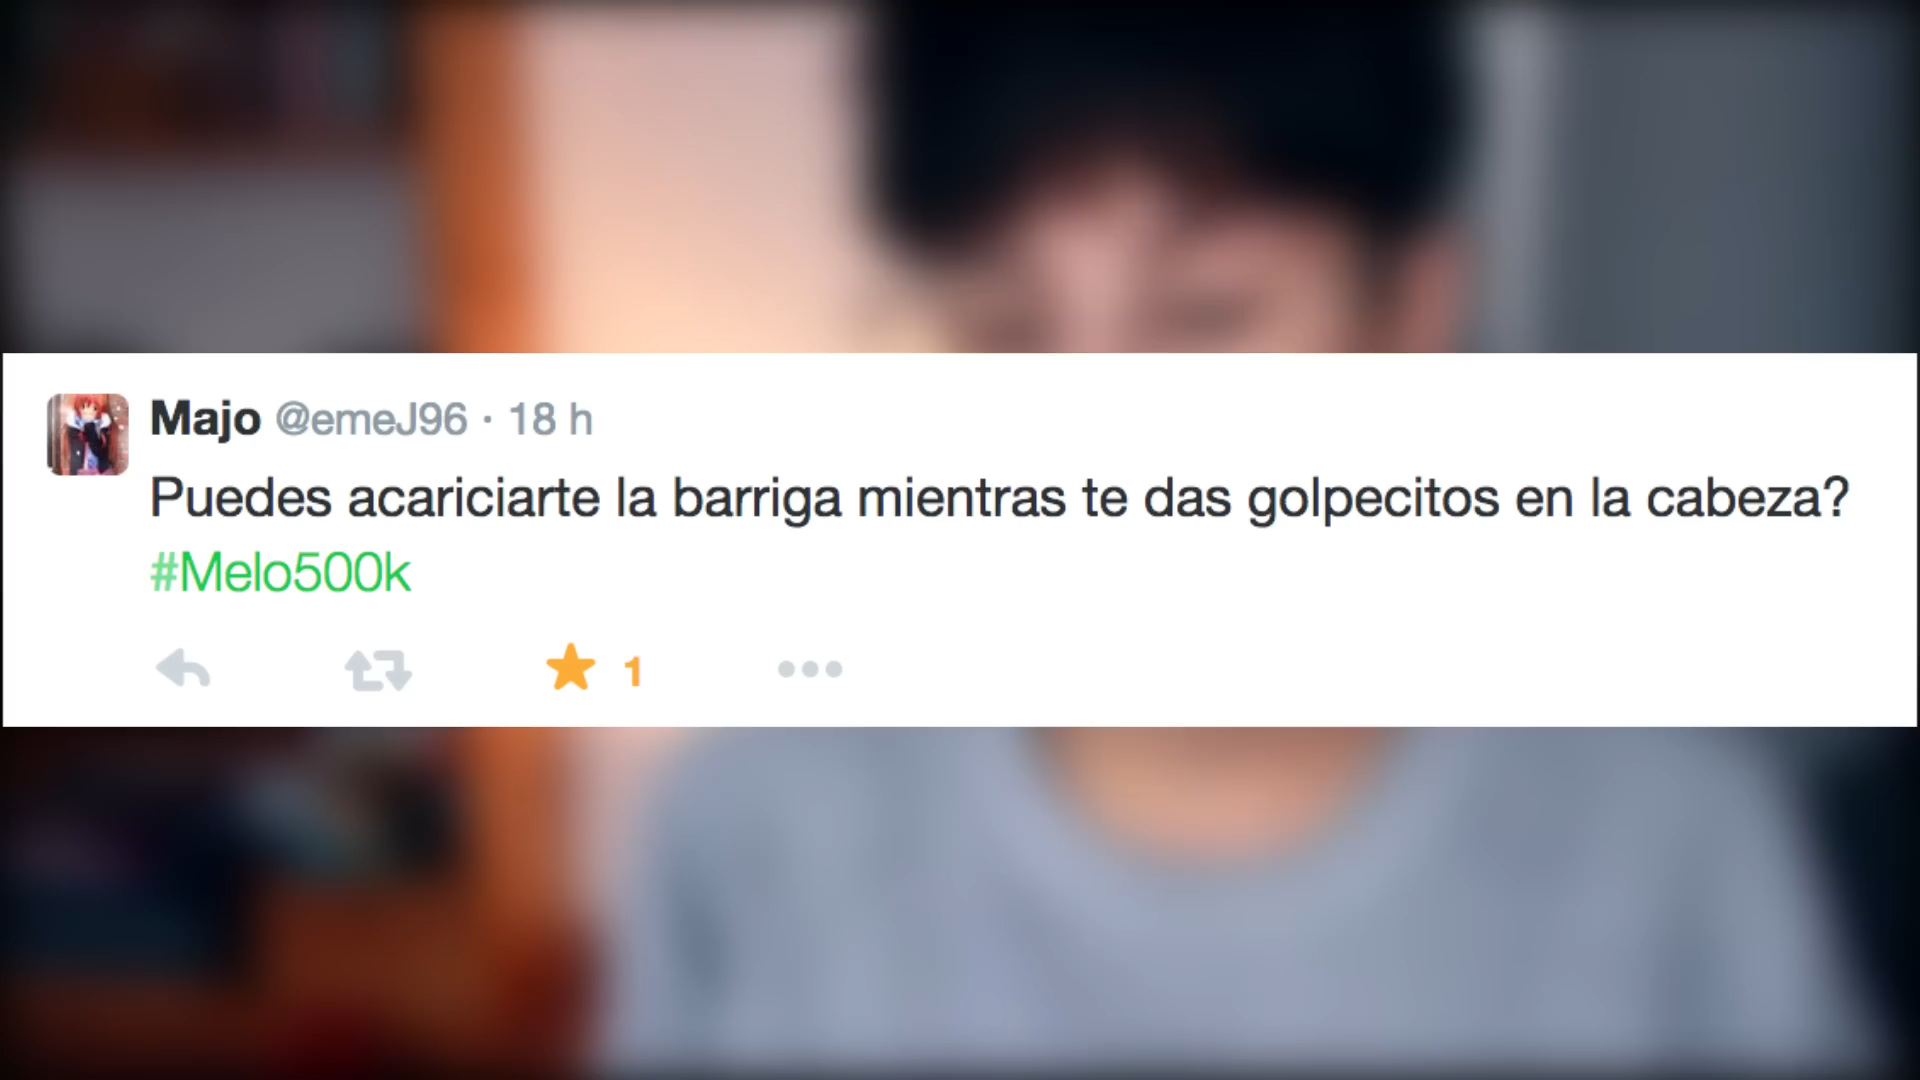 Majo @emeJ96 · 18 h
Puedes acariciarte la barriga mientras te das golpecitos en la cabeza?
#Melo500k
1